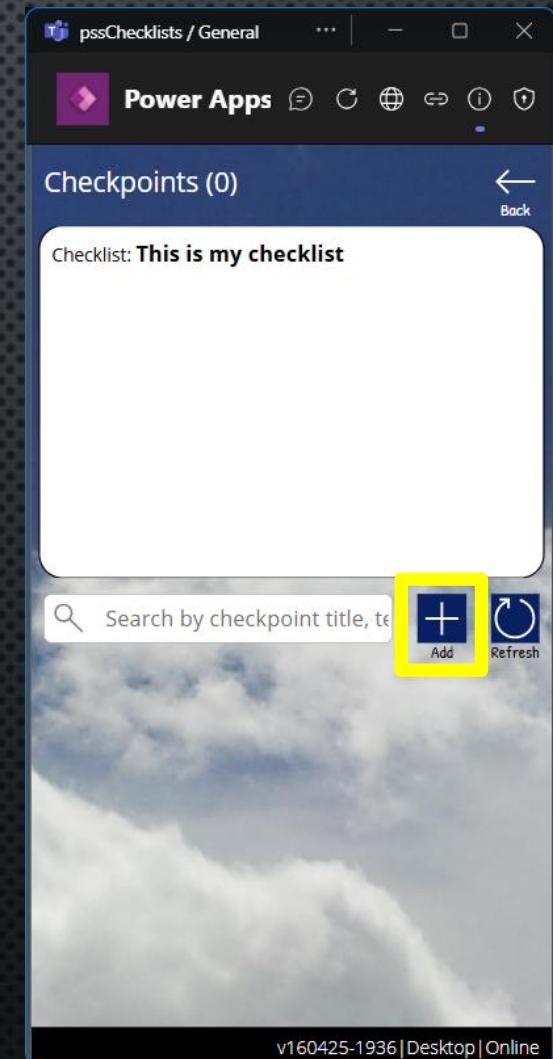 pssChecklists / General
Power Apps
Checkpoints (0)
Back
Checklist: This is my checklist
Search by checkpoint title, te
Add
Refresh
v160425-1936|Desktop|Online